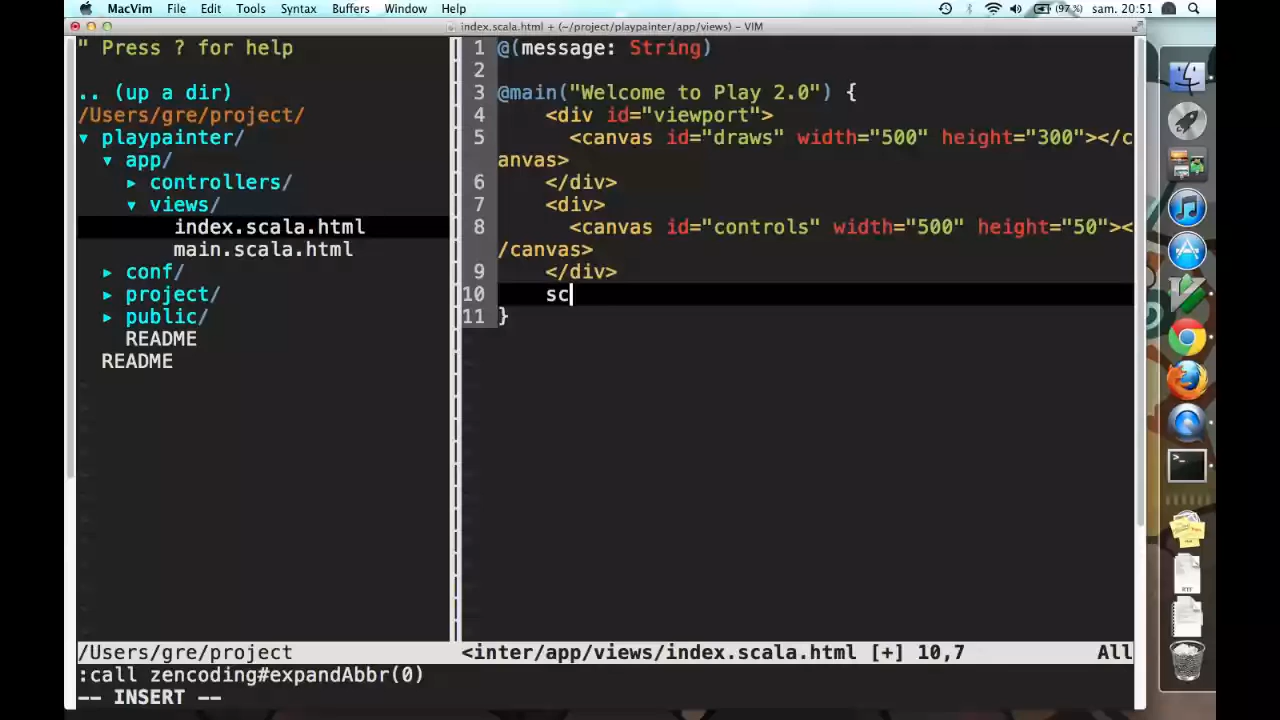 MacVim File Edit Tools Syntax Buffers Window Help (97%) sam. 20:51
index.scala.html + (~/project/playpainter/app/views) – VIM
" Press ? for help
.. (up a dir)
/Users/gre/project/
▾ playpainter/
▾ app/
▸ controllers/
▾ views/
index.scala.html
main.scala.html
▸ conf/
▸ project/
▸ public/
README
README
1 @(message: String)
2
3 @main("Welcome to Play 2.0") {
4 <div id="viewport">
5 <canvas id="draws" width="500" height="300"></c
anvas>
6 </div>
7 <div>
8 <canvas id="controls" width="500" height="50"><
/canvas>
9 </div>
10 sc
11 }
/Users/gre/project
<inter/app/views/index.scala.html [+] 10,7 All
:call zencoding#expandAbbr(0)
-- INSERT --